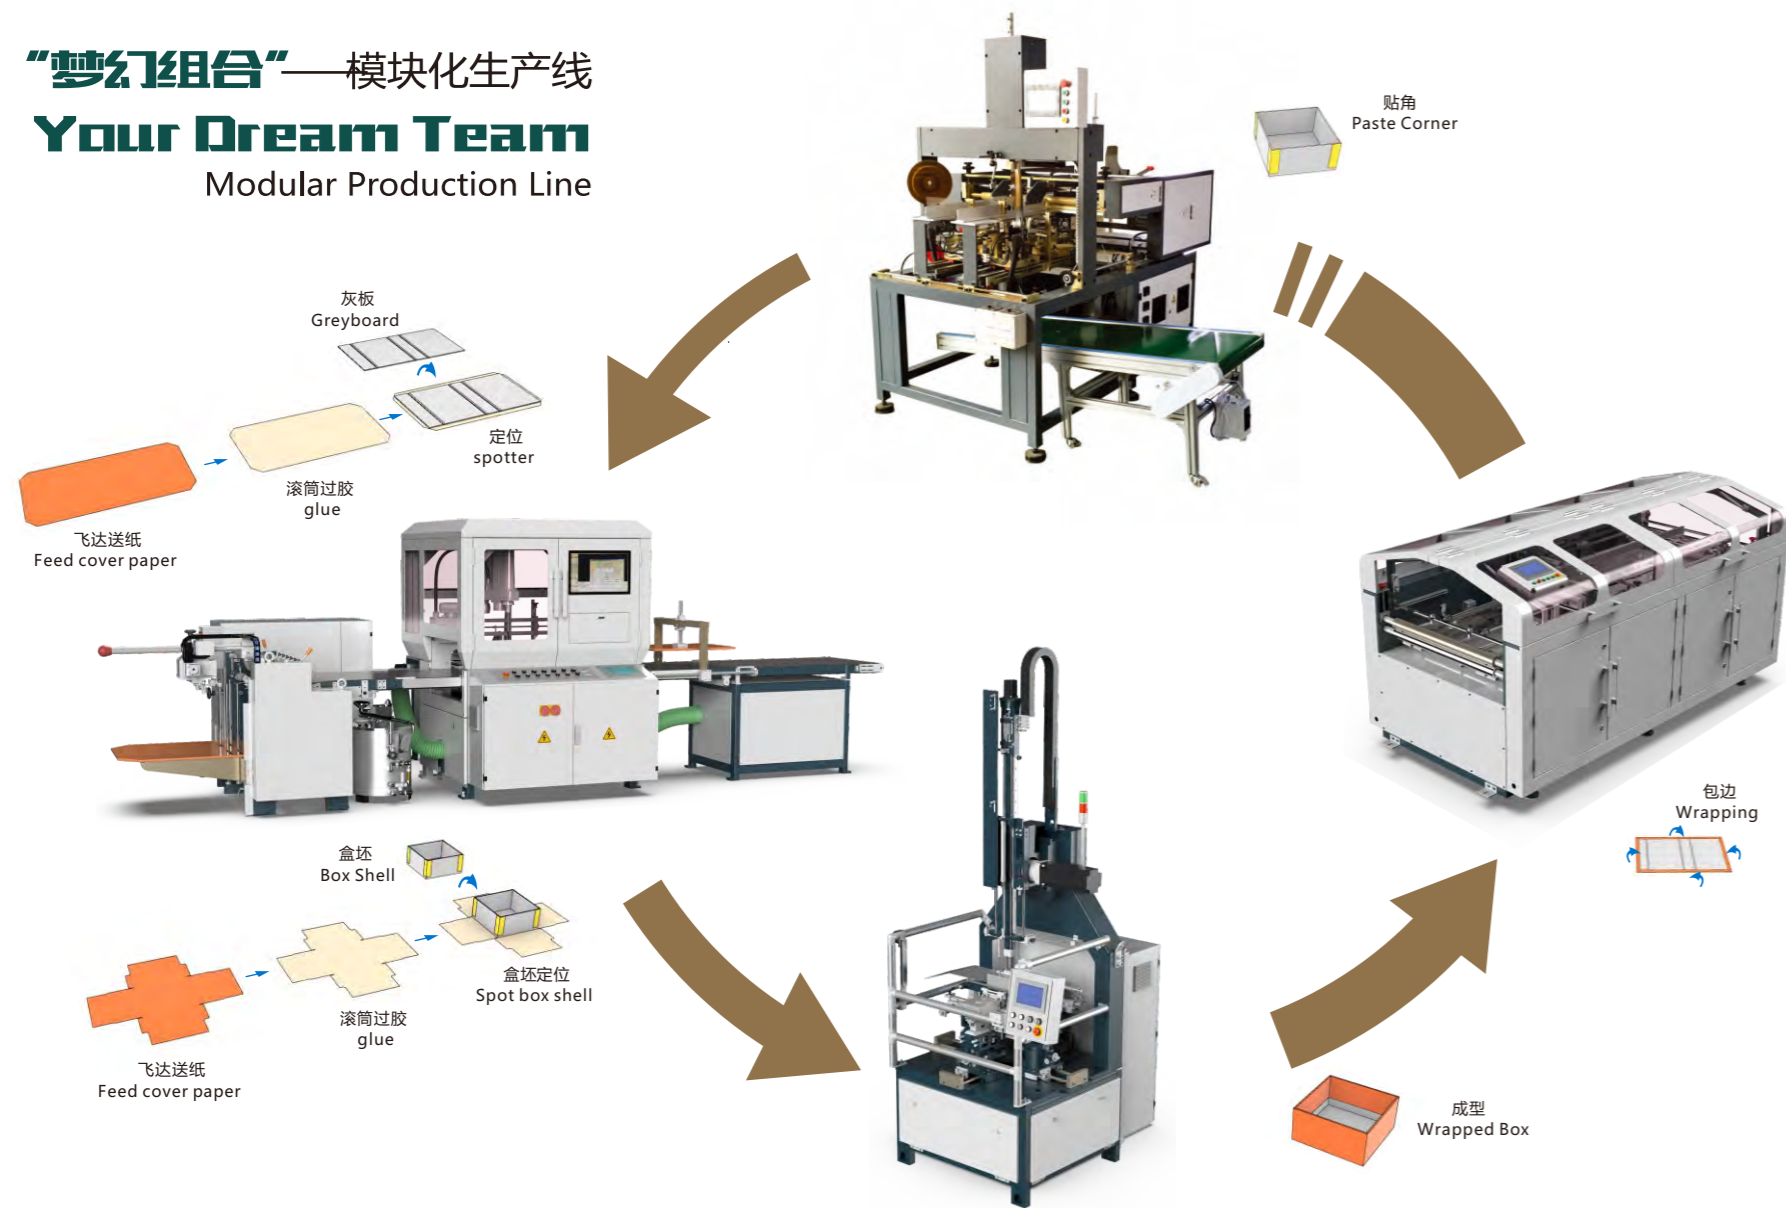 “梦幻组合”——模块化生产线
Your Dream Team
Modular Production Line
贴角
Paste Corner
灰板
Greyboard
定位
spotter
滚筒过胶
glue
飞达送纸
Feed cover paper
包边
Wrapping
盒坯
Box Shell
盒坯定位
Spot box shell
滚筒过胶
glue
飞达送纸
Feed cover paper
成型
Wrapped Box